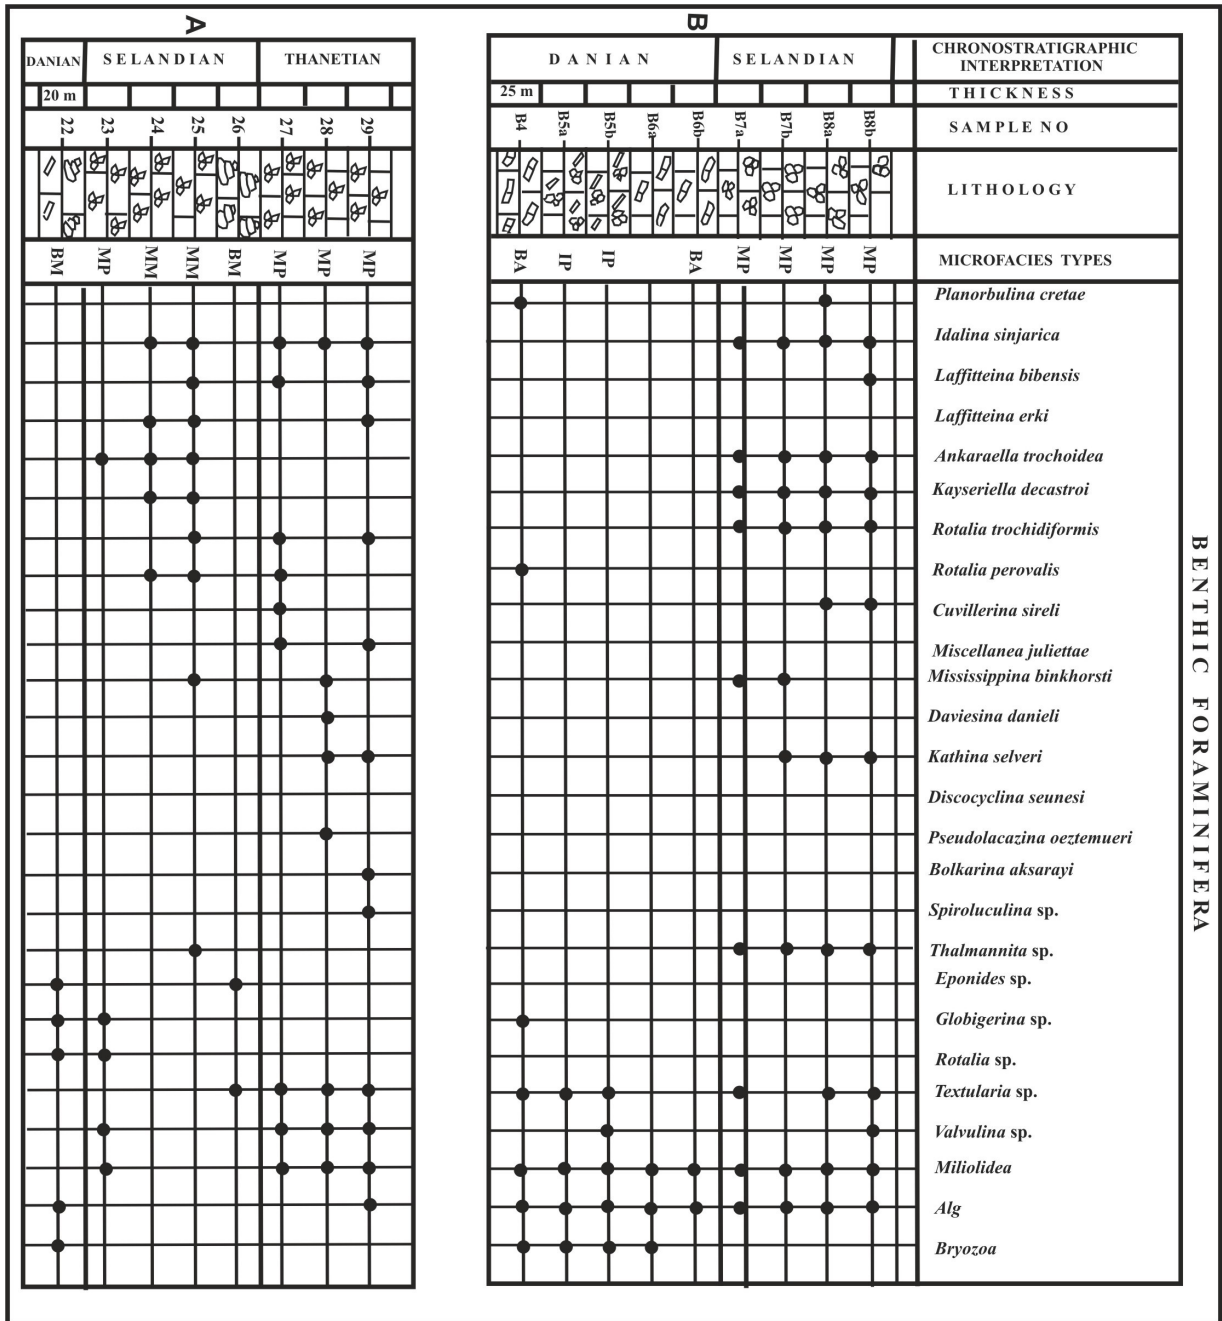 A
B
DANIAN
SELANDIAN
THANETIAN
DANIAN
SELANDIAN
CHRONOSTRATIGRAPHIC
INTERPRETATION
20 m
25 m
THICKNESS
22 23 24 25 26 27 28 29
B4 B5a B5b B6a B6b B7a B7b B8a B8b
SAMPLE NO
LITHOLOGY
BM MP MM MM BM MP MP MP
BA IP IP BA MP MP MP MP
MICROFACIES TYPES
Planorbulina cretae
Idalina sinjarica
Laffitteina bibensis
Laffitteina erki
Ankaraella trochoidea
Kayseriella decastroi
Rotalia trochidiformis
Rotalia perovalis
Cuvillerina sireli
Miscellanea juliettae
Mississippina binkhorsti
Daviesina danieli
Kathina selveri
Discocyclina seunesi
Pseudolacazina oeztemueri
Bolkarina aksarayi
Spiroluculina sp.
Thalmannita sp.
Eponides sp.
Globigerina sp.
Rotalia sp.
Textularia sp.
Valvulina sp.
Miliolidea
Alg
Bryozoa
BENTHIC FORAMINIFERA